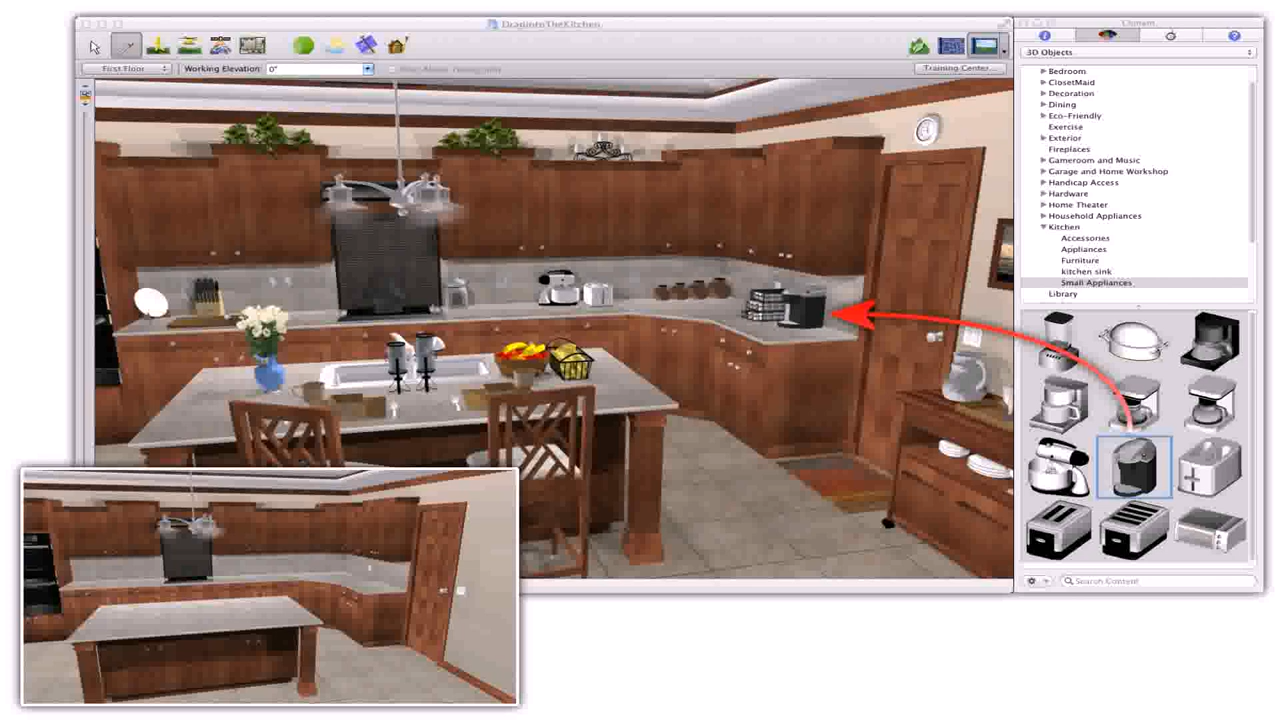 DragintoTheKitchen
First Floor
Working Elevation: 0"
Training Center...
3D Objects
Bedroom
ClosetMaid
Decoration
Dining
Eco-Friendly
Exercise
Exterior
Fireplaces
Gameroom and Music
Garage and Home Workshop
Handicap Access
Hardware
Home Theater
Household Appliances
Kitchen
Accessories
Appliances
Furniture
kitchen sink
Small Appliances
Library
Search Content